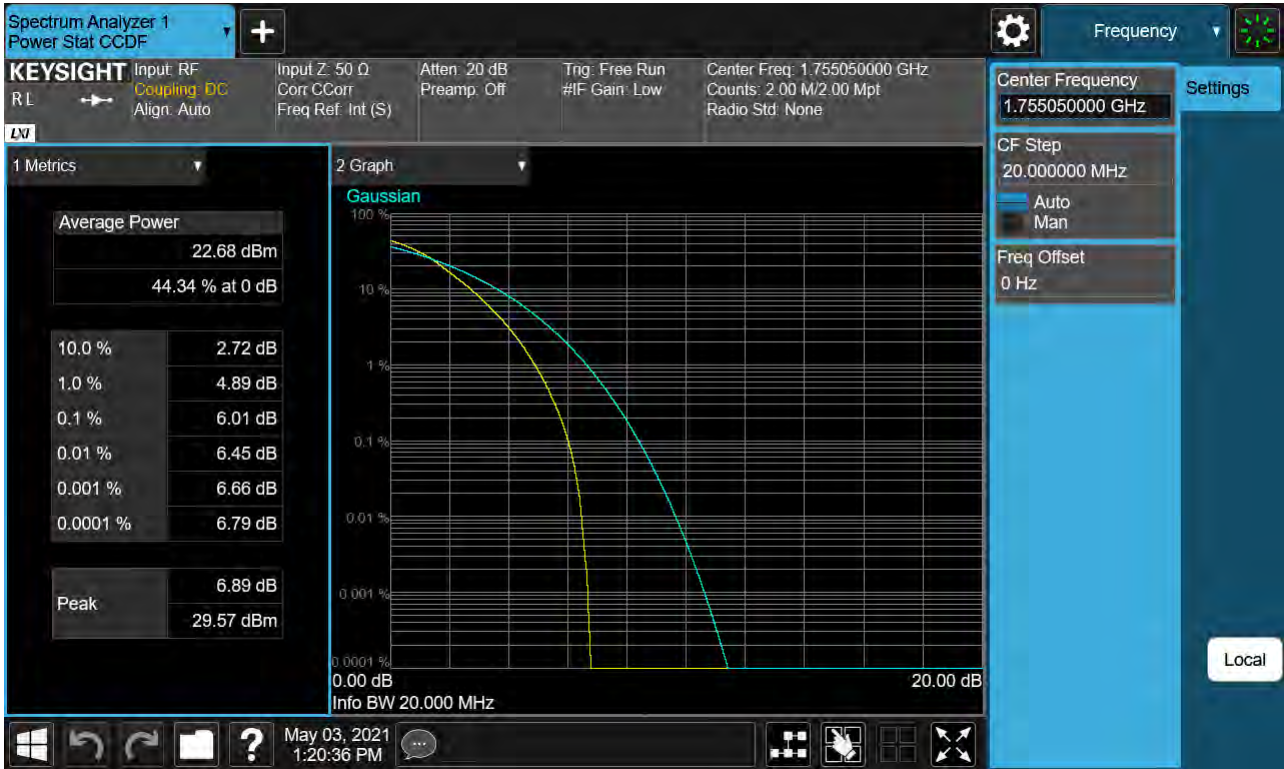 Spectrum Analyzer 1
Power Stat CCDF
+
Frequency
KEYSIGHT
RL
LXI
Input: RF
Coupling: DC
Align: Auto
Input Z: 50 Ω
Corr CCorr
Freq Ref: Int (S)
Atten: 20 dB
Preamp: Off
Trig: Free Run
#IF Gain: Low
Center Freq: 1.755050000 GHz
Counts: 2.00 M/2.00 Mpt
Radio Std: None
Center Frequency
1.755050000 GHz
Settings
CF Step
20.000000 MHz
Auto
Man
Freq Offset
0 Hz
1 Metrics
Average Power
22.68 dBm
44.34 % at 0 dB
10.0 % 2.72 dB
1.0 % 4.89 dB
0.1 % 6.01 dB
0.01 % 6.45 dB
0.001 % 6.66 dB
0.0001 % 6.79 dB
Peak
6.89 dB
29.57 dBm
2 Graph
Gaussian
100 %
10 %
1 %
0.1 %
0.01 %
0.001 %
0.0001 %
0.00 dB
20.00 dB
Info BW 20.000 MHz
Local
?
May 03, 2021
1:20:36 PM